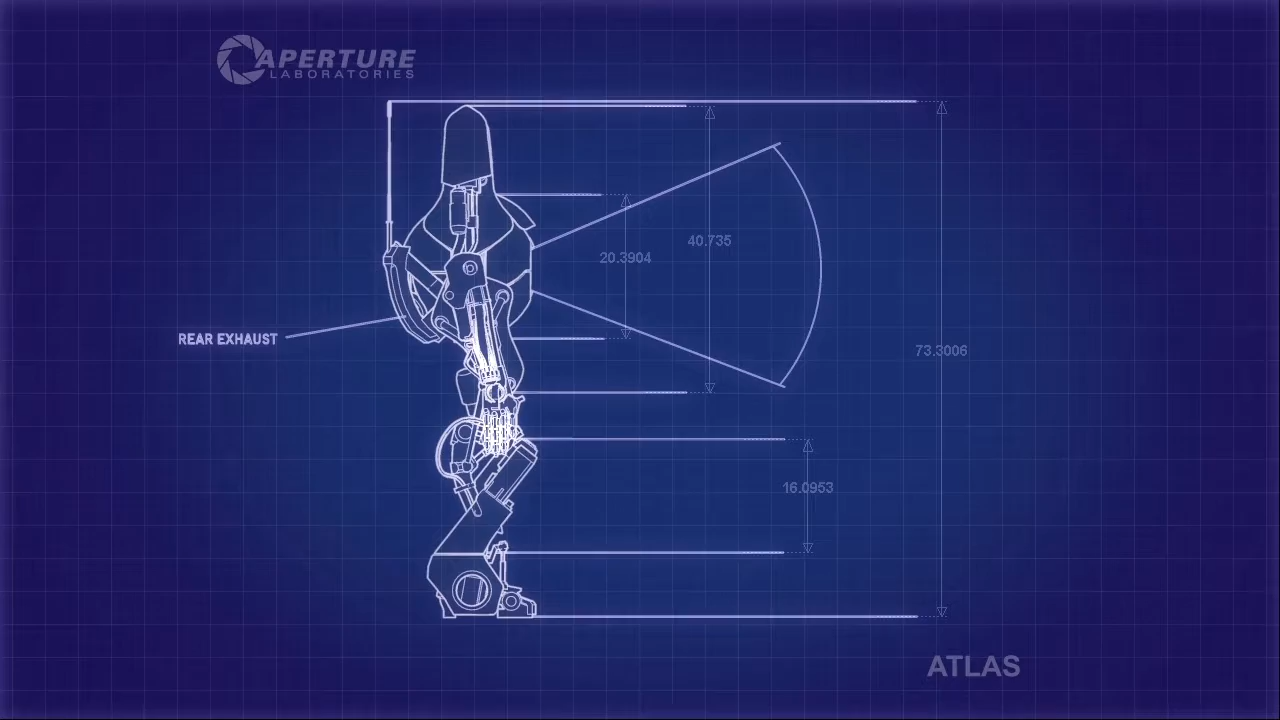 APERTURE
LABORATORIES
40.735
20.3904
REAR EXHAUST
73.3006
16.0953
ATLAS